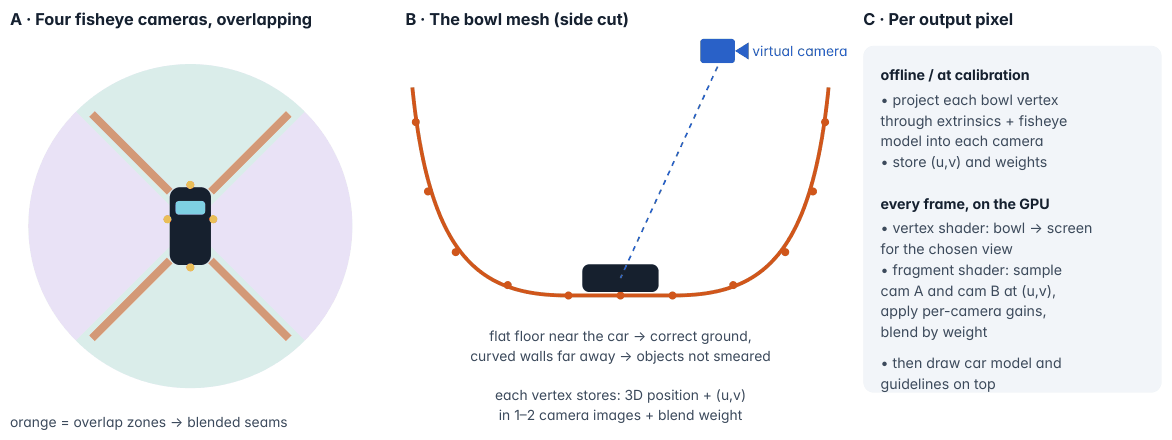 A · Four fisheye cameras, overlapping
orange = overlap zones → blended seams
B · The bowl mesh (side cut)
virtual camera
flat floor near the car → correct ground,
curved walls far away → objects not smeared
each vertex stores: 3D position + (u,v)
in 1–2 camera images + blend weight
C · Per output pixel
offline / at calibration
• project each bowl vertex
through extrinsics + fisheye
model into each camera
• store (u,v) and weights
every frame, on the GPU
• vertex shader: bowl → screen
for the chosen view
• fragment shader: sample
cam A and cam B at (u,v),
apply per-camera gains,
blend by weight
• then draw car model and
guidelines on top